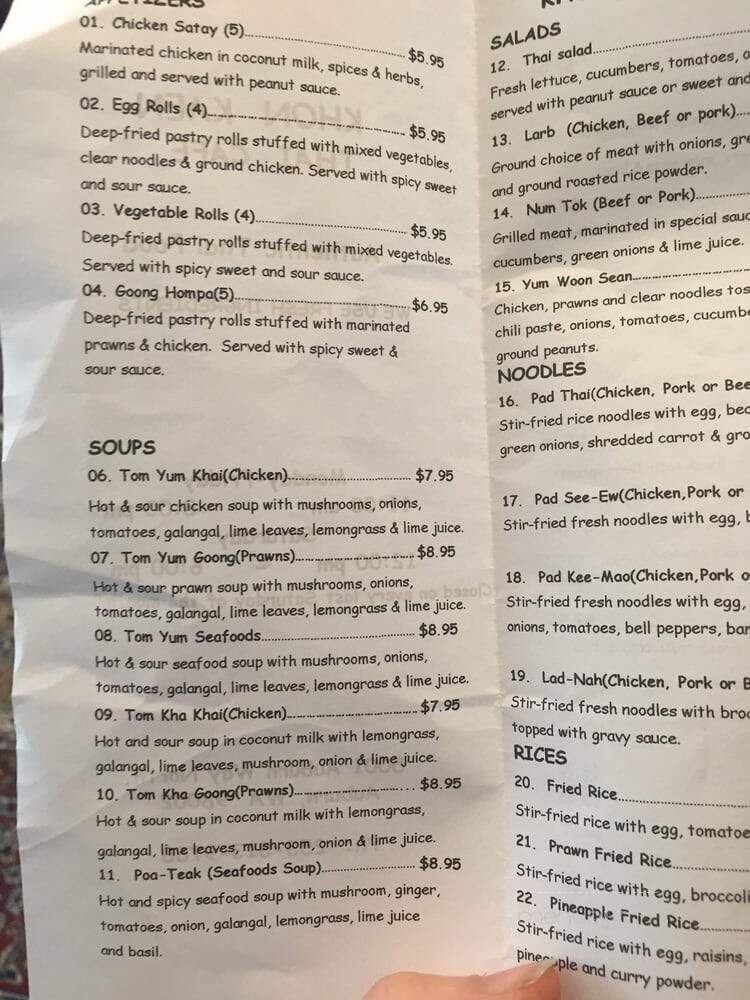 APPETIZERS
01. Chicken Satay (5) $5.95
Marinated chicken in coconut milk, spices & herbs,
grilled and served with peanut sauce.
02. Egg Rolls (4) $5.95
Deep-fried pastry rolls stuffed with mixed vegetables,
clear noodles & ground chicken. Served with spicy sweet
and sour sauce.
03. Vegetable Rolls (4) $5.95
Deep-fried pastry rolls stuffed with mixed vegetables.
Served with spicy sweet and sour sauce.
04. Goong Hompa(5) $6.95
Deep-fried pastry rolls stuffed with marinated
prawns & chicken. Served with spicy sweet &
sour sauce.
SOUPS
06. Tom Yum Khai(Chicken) $7.95
Hot & sour chicken soup with mushrooms, onions,
tomatoes, galangal, lime leaves, lemongrass & lime juice.
07. Tom Yum Goong(Prawns) $8.95
Hot & sour prawn soup with mushrooms, onions,
tomatoes, galangal, lime leaves, lemongrass & lime juice.
08. Tom Yum Seafoods $8.95
Hot & sour seafood soup with mushrooms, onions,
tomatoes, galangal, lime leaves, lemongrass & lime juice.
09. Tom Kha Khai(Chicken) $7.95
Hot and sour soup in coconut milk with lemongrass,
galangal, lime leaves, mushroom, onion & lime juice.
10. Tom Kha Goong(Prawns) $8.95
Hot & sour soup in coconut milk with lemongrass,
galangal, lime leaves, mushroom, onion & lime juice.
11. Poa-Teak (Seafoods Soup) $8.95
Hot and spicy seafood soup with mushroom, ginger,
tomatoes, onion, galangal, lemongrass, lime juice
and basil.
SALADS
12. Thai salad
Fresh lettuce, cucumbers, tomatoes,
served with peanut sauce or sweet and
13. Larb (Chicken, Beef or pork)
Ground choice of meat with onions,
and ground roasted rice powder.
14. Num Tok (Beef or Pork)
Grilled meat, marinated in special
cucumbers, green onions & lime juice.
15. Yum Woon Sean
Chicken, prawns and clear noodles
chili paste, onions, tomatoes,
ground peanuts.
NOODLES
16. Pad Thai(Chicken, Pork or
Stir-fried rice noodles with egg,
green onions, shredded carrot &
17. Pad See-Ew(Chicken,Pork or
Stir-fried fresh noodles with egg,
18. Pad Kee-Mao(Chicken,Pork
Stir-fried fresh noodles with egg,
onions, tomatoes, bell peppers,
19. Lad-Nah(Chicken, Pork or
Stir-fried fresh noodles with
topped with gravy sauce.
RICES
20. Fried Rice
Stir-fried rice with egg,
21. Prawn Fried Rice
Stir-fried rice with egg,
22. Pineapple Fried Rice
Stir-fried rice with egg, raisins,
pineapple and curry powder.